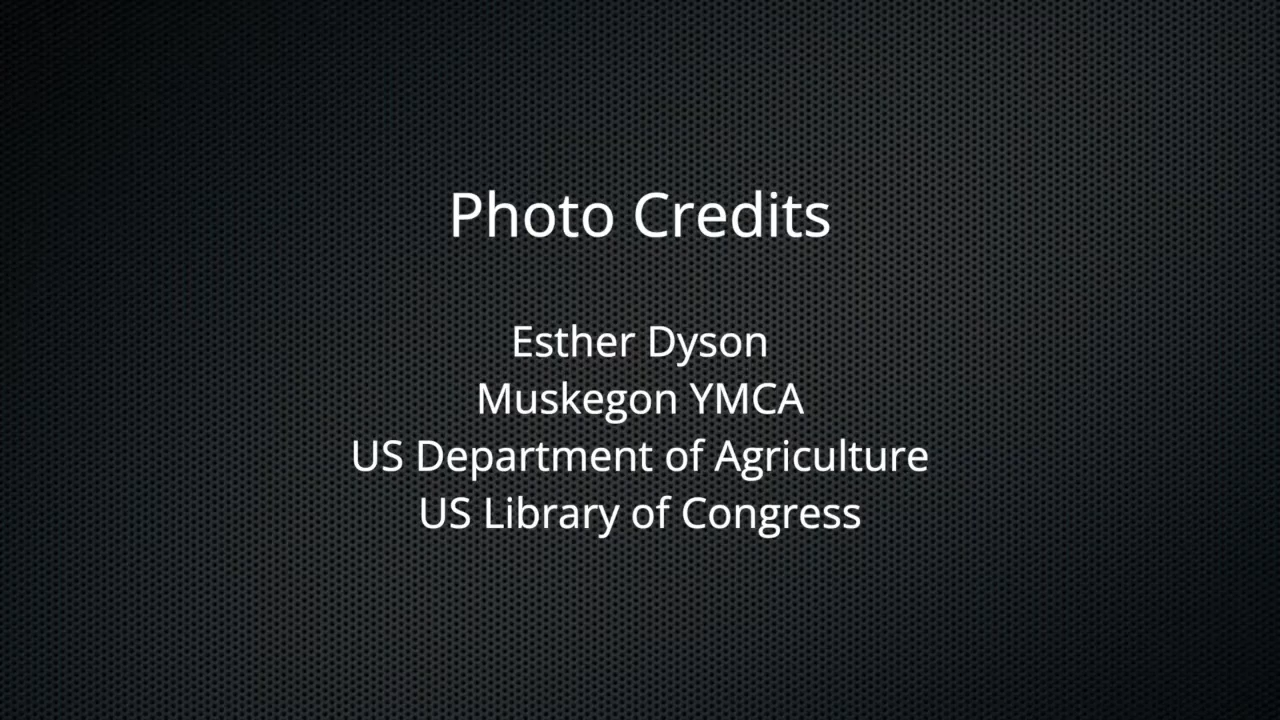 Photo Credits
Esther Dyson
Muskegon YMCA
US Department of Agriculture
US Library of Congress